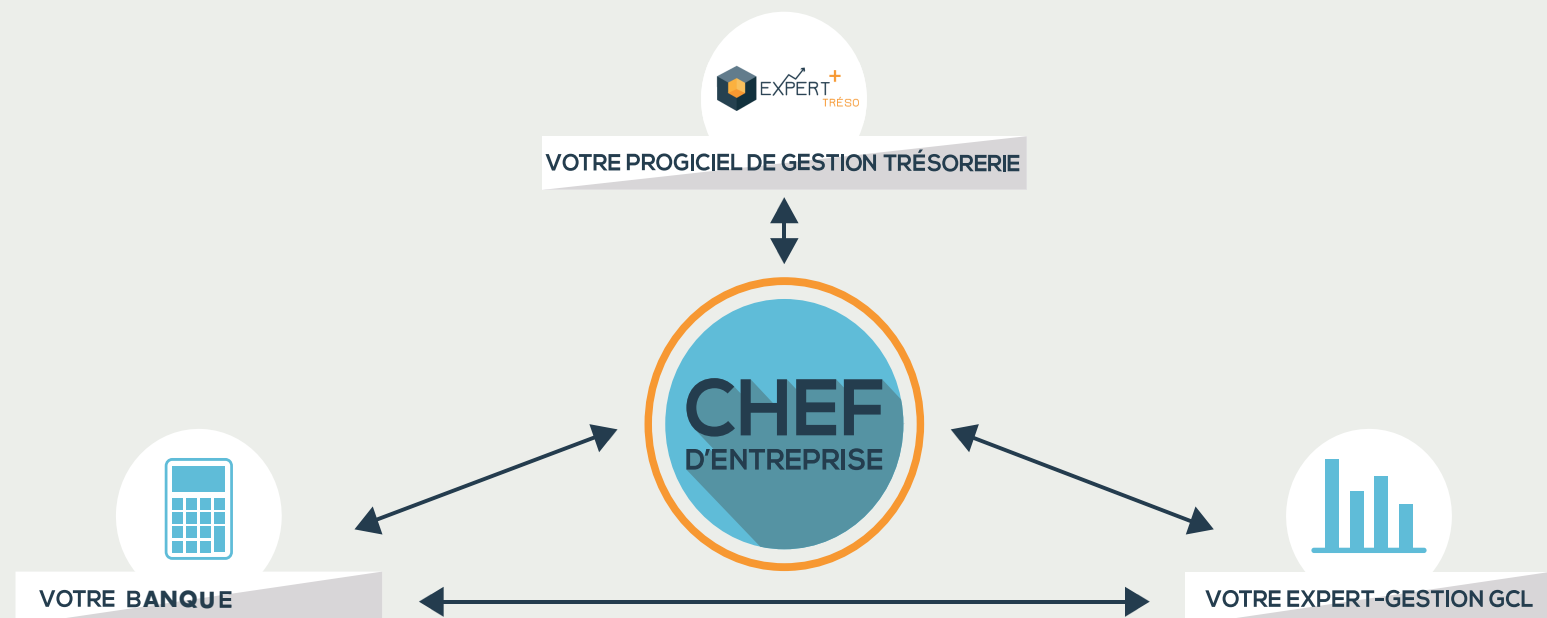 EXPERT+
TRÉSO
VOTRE PROGICIEL DE GESTION TRÉSORERIE
CHEF
D'ENTREPRISE
VOTRE BANQUE
VOTRE EXPERT-GESTION GCL